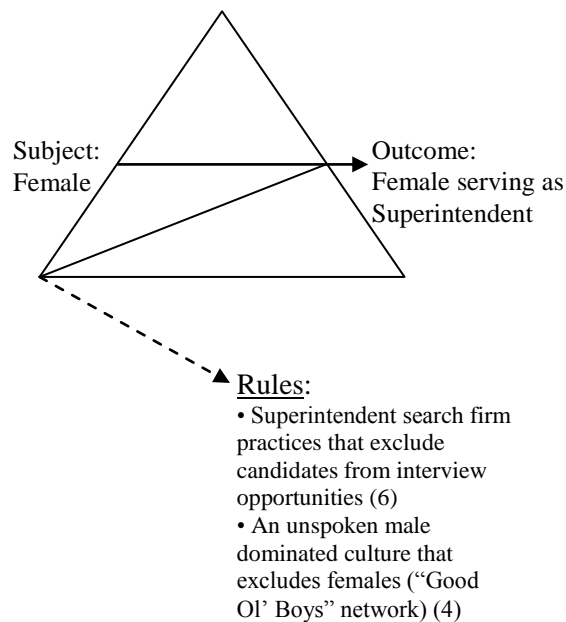 Subject:
Female
Outcome:
Female serving as
Superintendent
Rules:
• Superintendent search firm
practices that exclude
candidates from interview
opportunities (6)
• An unspoken male
dominated culture that
excludes females (“Good
Ol’ Boys” network) (4)